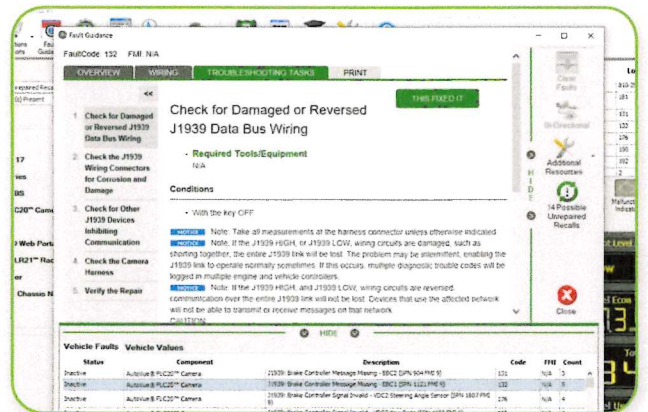 Fault Guidance
FaultCode 132 FMI N/A
OVERVIEW
WIRING
TROUBLESHOOTING TASKS
PRINT
<<
1 Check for Damaged
or Reversed J1939
Data Bus Wiring
2. Check the J1939
Wiring Connectors
for Corrosion and
Damage
3. Check for Other
J1939 Devices
Inhibiting
Communication
4. Check the Camera
Harness
5. Verify the Repair
Check for Damaged or Reversed
J1939 Data Bus Wiring
THIS FIXED IT
• Required Tools/Equipment
N/A
Conditions
• With the key OFF
NOTICE Note: Take all measurements at the harness connector unless otherwise indicated
NOTICE Note: If the J1939 HIGH, or J1939 LOW, wiring circuits are damaged, such as
shorting together, the entire J1939 link will be lost. The problem may be intermittent, enabling the
J1939 link to operate normally sometimes. If this occurs, multiple diagnostic trouble codes will be
logged in multiple engine and vehicle controllers.
NOTICE Note: If the J1939 HIGH, and J1939 LOW, wiring circuits are reversed,
communication over the entire J1939 link will not be lost. Devices that use the affected network
will not be able to transmit or receive messages on that network.
CAUTION:
HIDE
Clear
Faults
Bi-Directional
Additional
Resources
14 Possible
Unrepaired
Recalls
Close
HIDE
Vehicle Faults Vehicle Values
Status Component Description Code FMI Count
Inactive Autovue® FLC20™ Camera J1939: Brake Controller Message Missing - EBC2 (SPN 904 FMI 9) 131 N/A 3
Inactive Autovue® FLC20™ Camera J1939: Brake Controller Message Missing - EBC1 (SPN 1121 FMI 9) 132 N/A 5
Inactive Autovue® FLC20™ Camera J1939: Brake Controller Signal Invalid - VDC2 Steering Angle Sensor (SPN 1807 FMI
9) 176 N/A 4